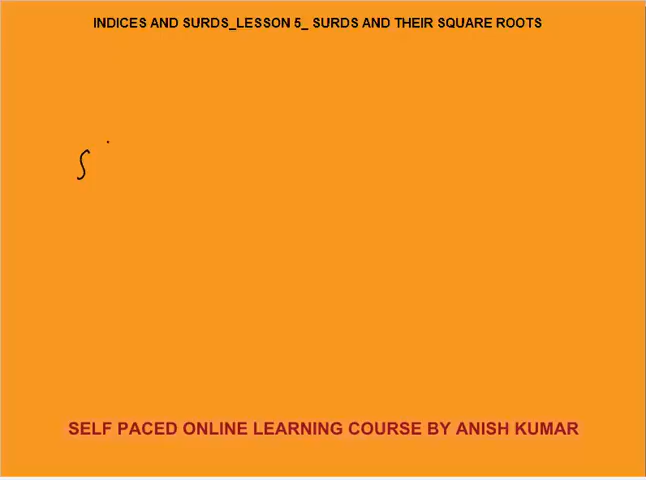 INDICES AND SURDS_LESSON 5_ SURDS AND THEIR SQUARE ROOTS
S
SELF PACED ONLINE LEARNING COURSE BY ANISH KUMAR